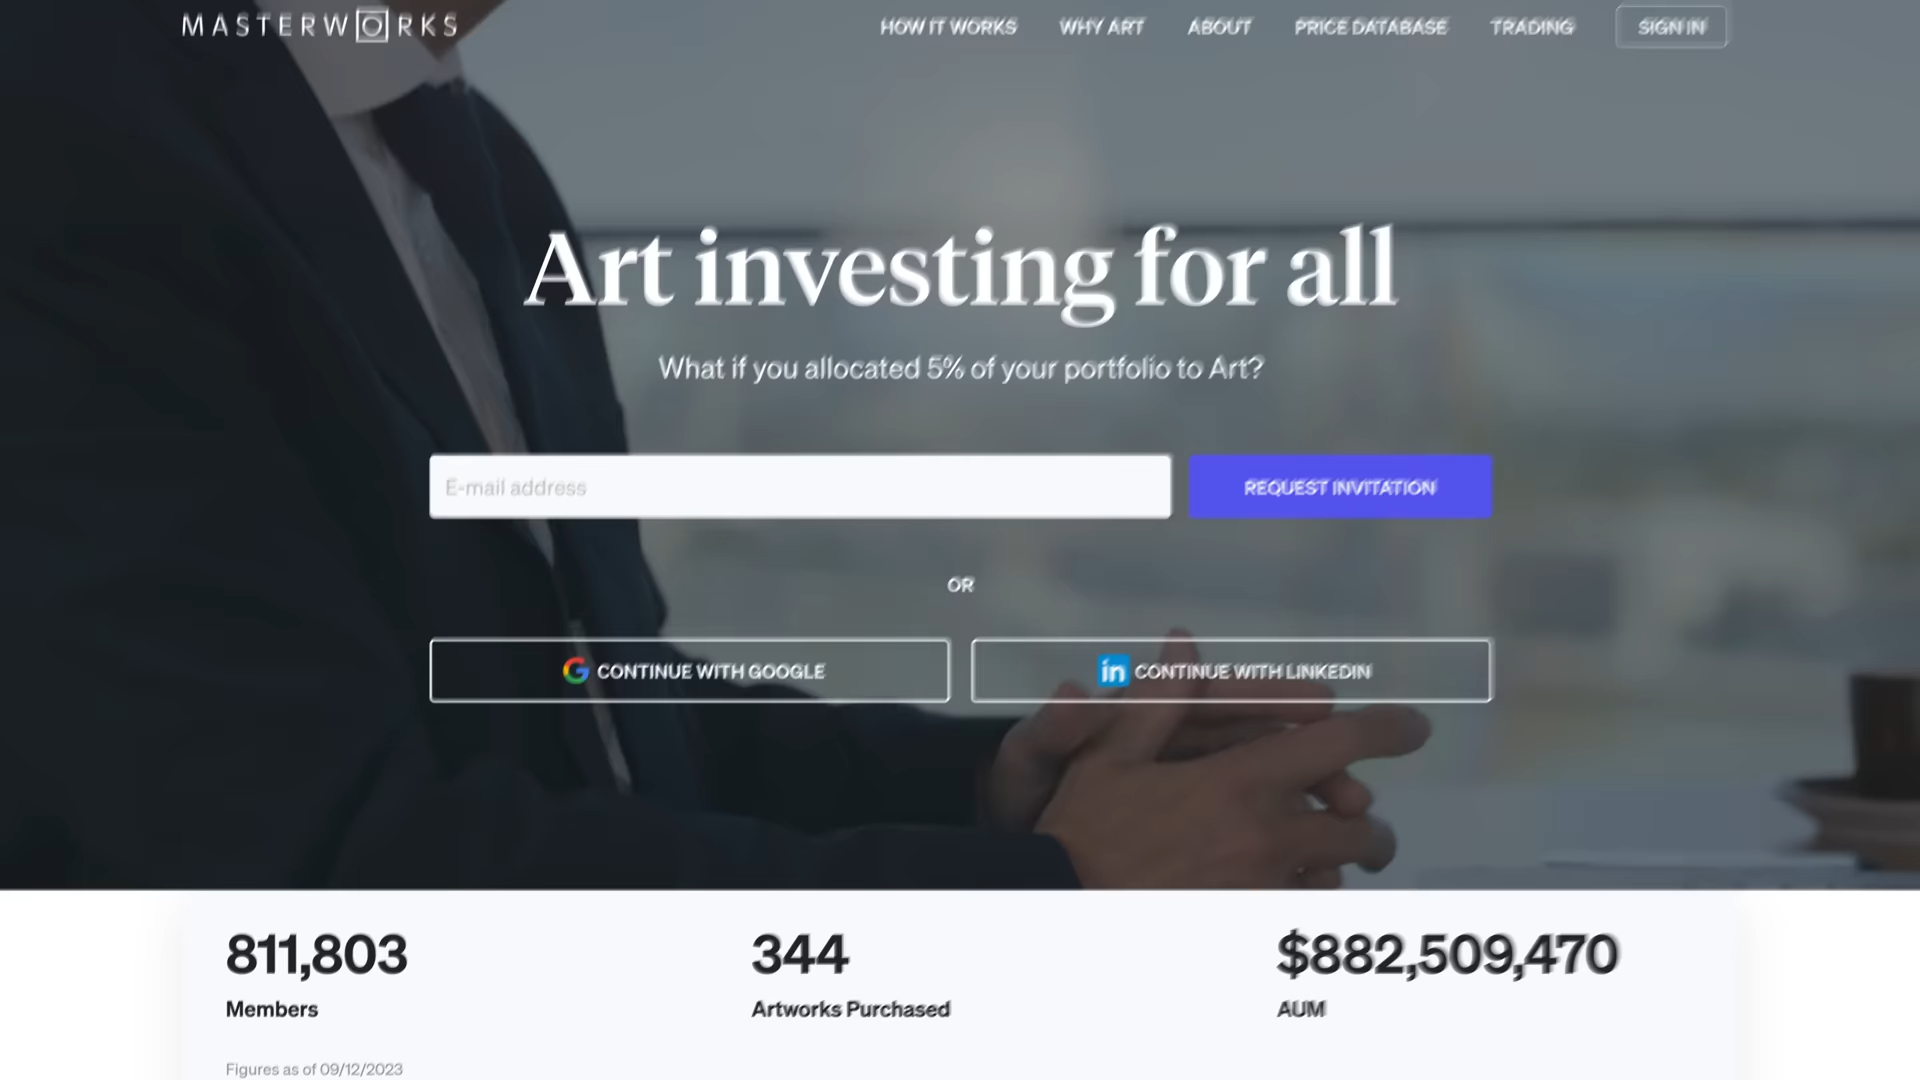 MASTERWORKS
HOW IT WORKS WHY ART ABOUT PRICE DATABASE TRADING SIGN IN
Art investing for all
What if you allocated 5% of your portfolio to Art?
E-mail address REQUEST INVITATION
OR
CONTINUE WITH GOOGLE in CONTINUE WITH LINKEDIN
811,803 344 $882,509,470
Members Artworks Purchased AUM
Figures as of 09/12/2023